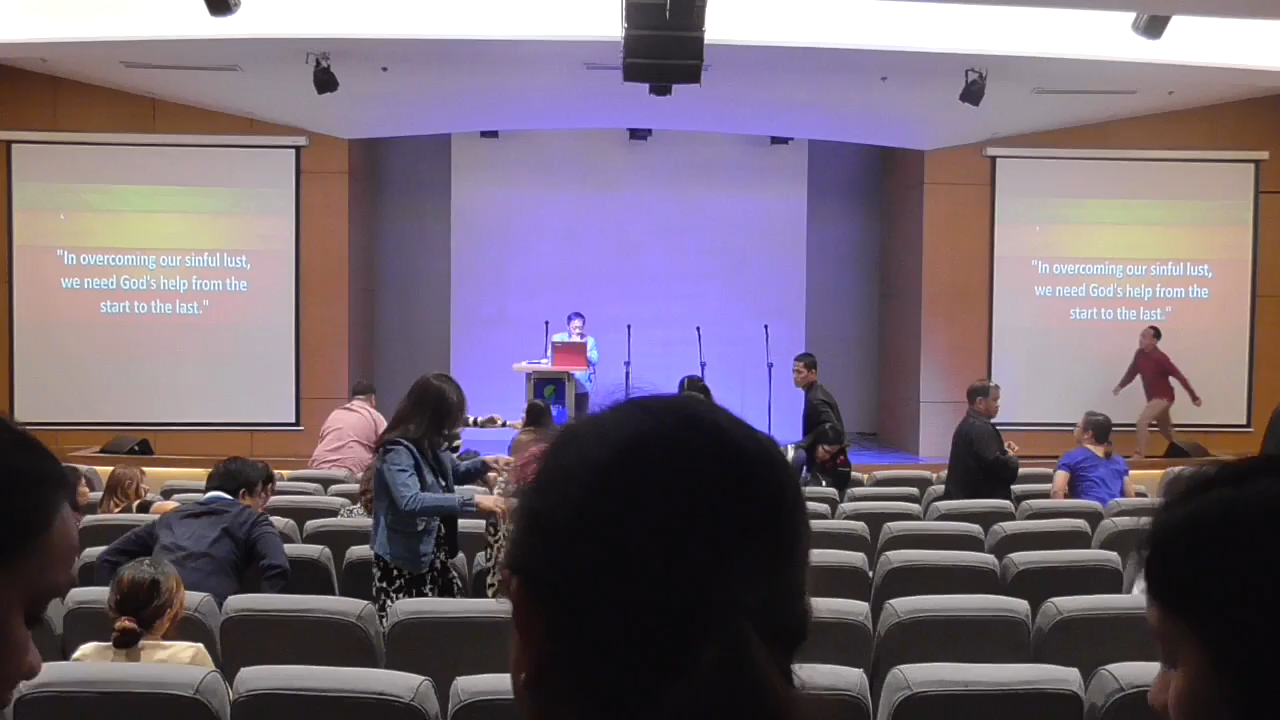 "In overcoming our sinful lust,
we need God's help from the
start to the last."
"In overcoming our sinful lust,
we need God's help from the
start to the last."